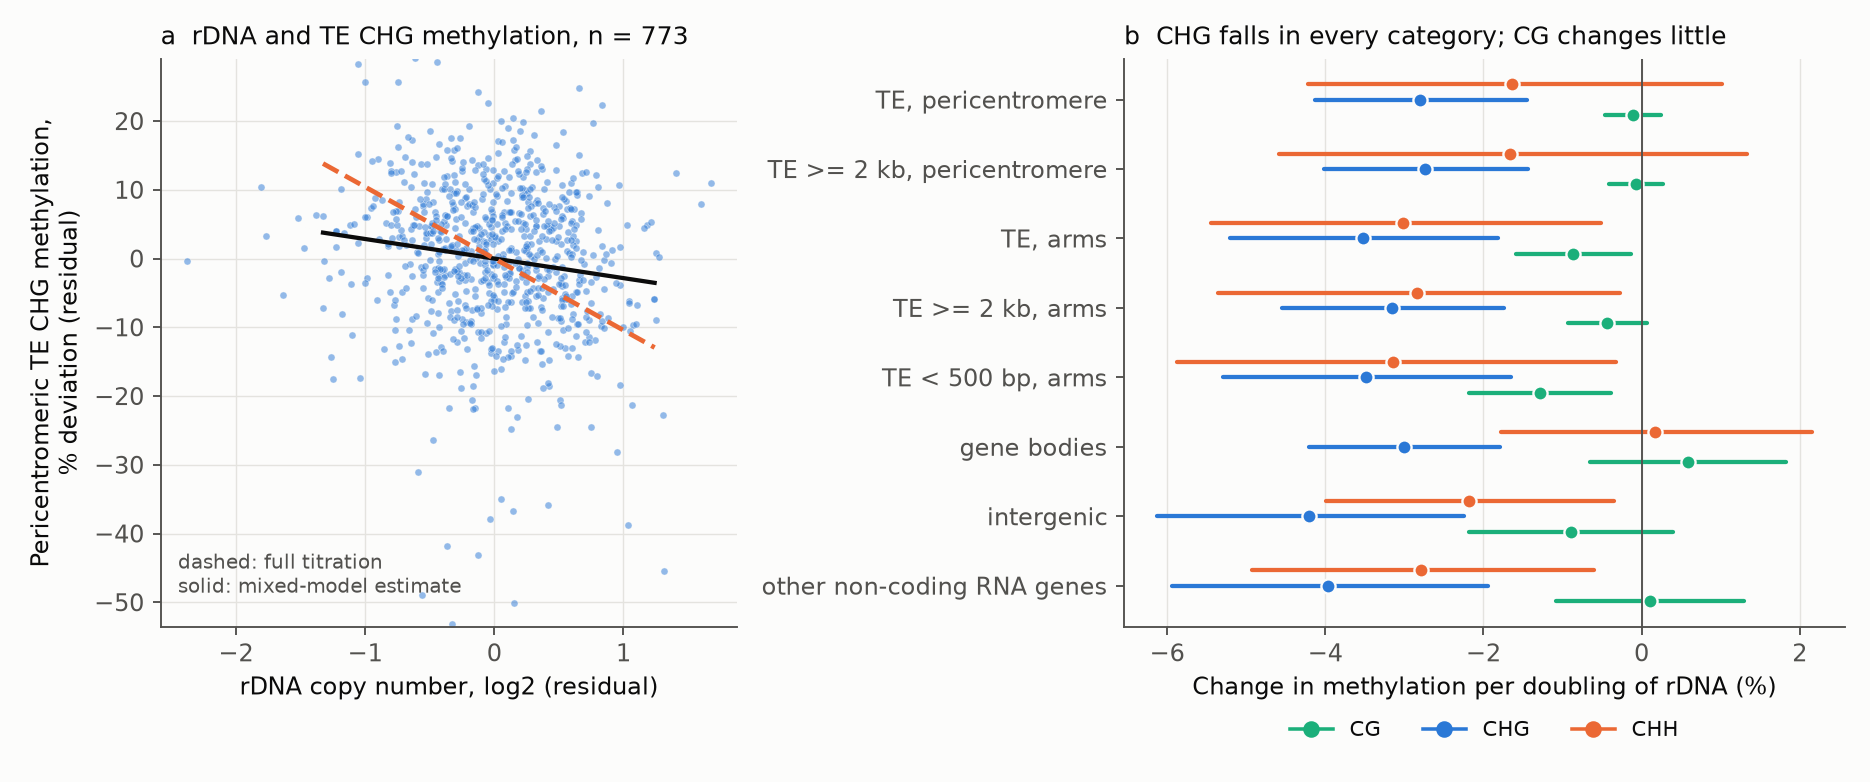 a rDNA and TE CHG methylation, n = 773
Pericentromeric TE CHG methylation,
% deviation (residual)
20
10
0
−10
−20
−30
−40
−50
dashed: full titration
solid: mixed-model estimate
−2
−1
0
1
rDNA copy number, log2 (residual)
b CHG falls in every category; CG changes little
TE, pericentromere
TE >= 2 kb, pericentromere
TE, arms
TE >= 2 kb, arms
TE < 500 bp, arms
gene bodies
intergenic
other non-coding RNA genes
−6
−4
−2
0
2
Change in methylation per doubling of rDNA (%)
CG
CHG
CHH